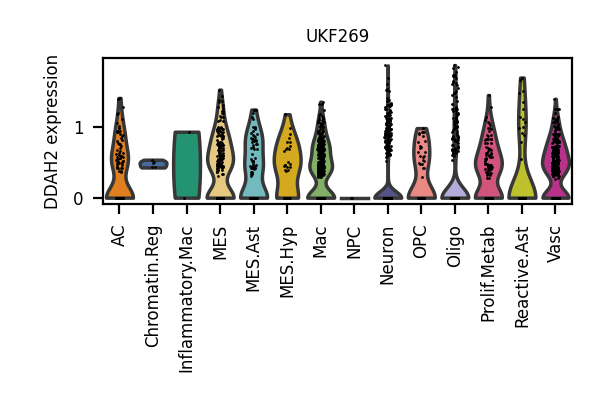 UKF269
DDAH2 expression
1
0
AC
Chromatin.Reg
Inflammatory.Mac
MES
MES.Ast
MES.Hyp
Mac
NPC
Neuron
OPC
Oligo
Prolif.Metab
Reactive.Ast
Vasc